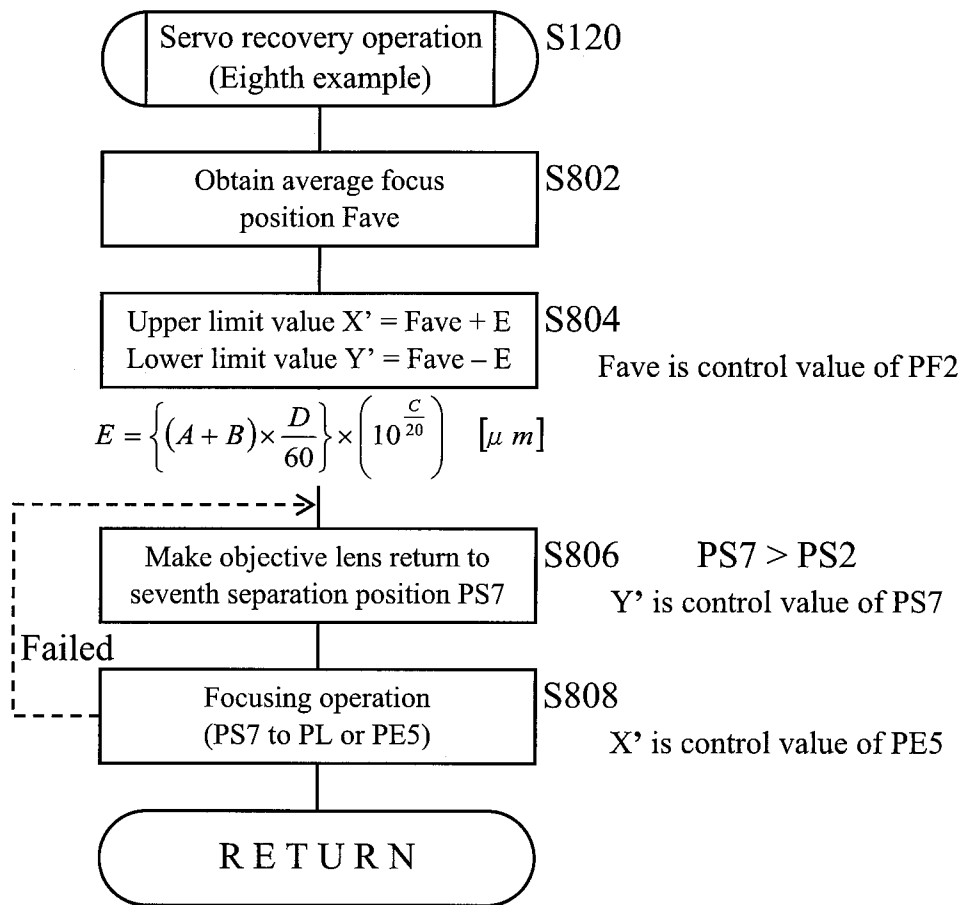 Servo recovery operation
(Eighth example)
S120
Obtain average focus
position Fave
S802
Upper limit value X’ = Fave + E
Lower limit value Y’ = Fave – E
S804
Fave is control value of PF2
E = {(A + B) × D/60} × (10^(C/20)) [μ m]
Make objective lens return to
seventh separation position PS7
S806
PS7 > PS2
Y’ is control value of PS7
Failed
Focusing operation
(PS7 to PL or PE5)
S808
X’ is control value of PE5
RETURN